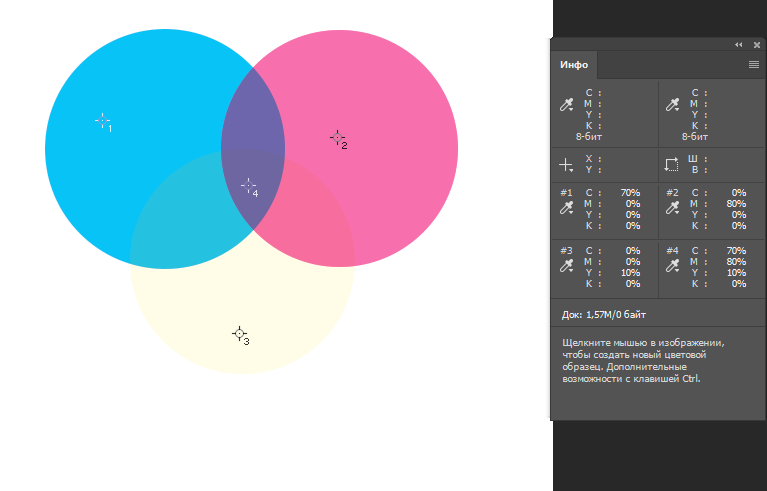 Инфо
C :
M :
Y :
K :
8-бит
C :
M :
Y :
K :
8-бит
X :
Y :
Ш :
В :
#1 C : 70%
M : 0%
Y : 0%
K : 0%
#2 C : 0%
M : 80%
Y : 0%
K : 0%
#3 C : 0%
M : 0%
Y : 10%
K : 0%
#4 C : 70%
M : 80%
Y : 10%
K : 0%
Док: 1,57M/0 байт
Щелкните мышью в изображении,
чтобы создать новый цветовой
образец. Дополнительные
возможности с клавишей Ctrl.
1
2
4
3